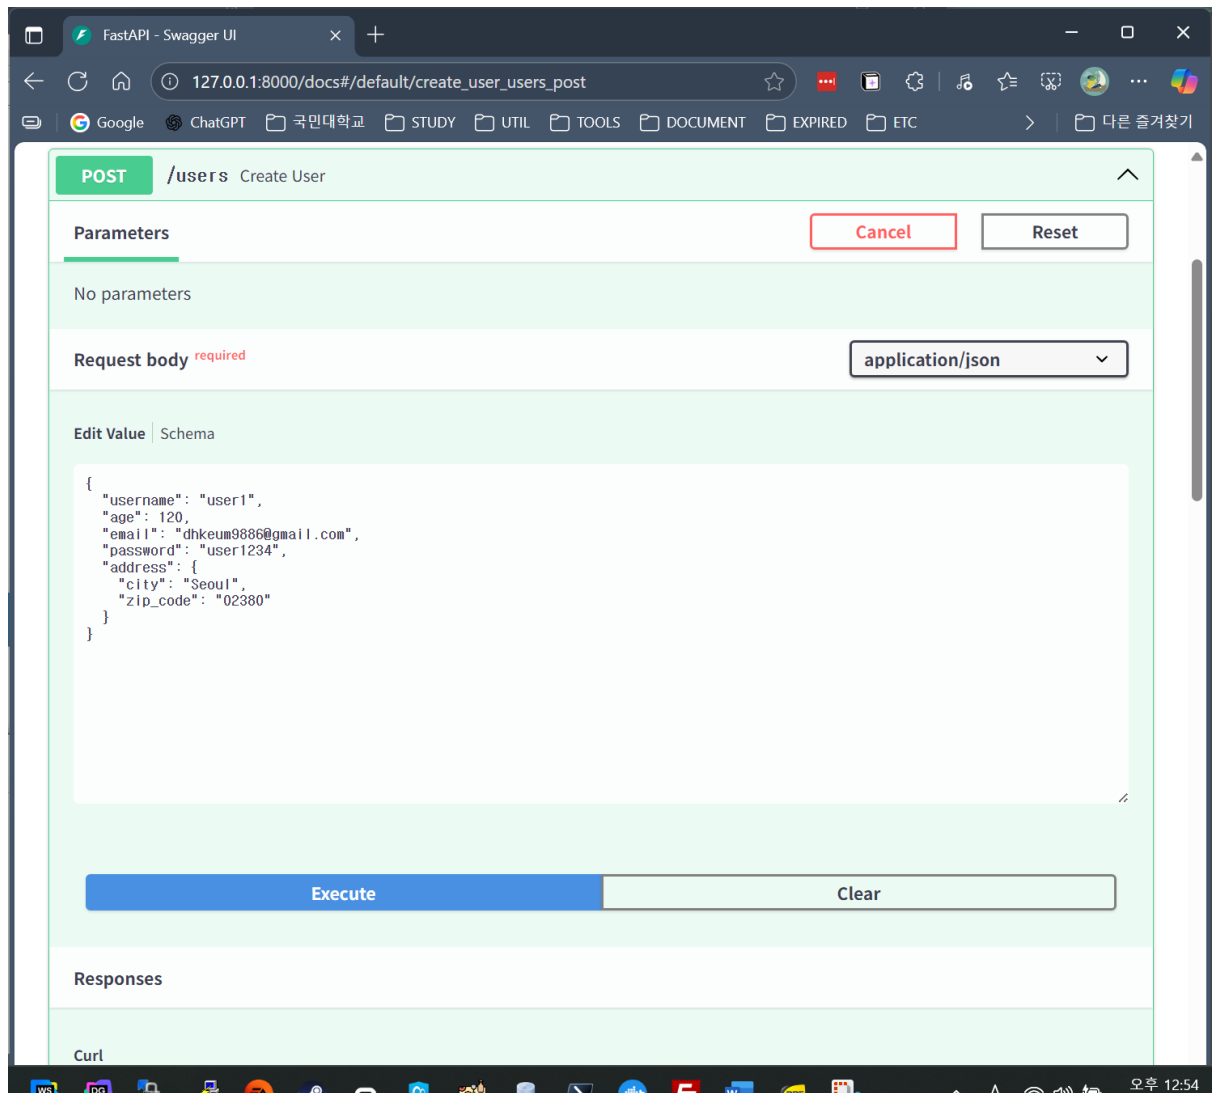 FastAPI - Swagger UI
127.0.0.1:8000/docs#/default/create_user_users_post
Google ChatGPT 국민대학교 STUDY UTIL TOOLS DOCUMENT EXPIRED ETC 다른 즐겨찾기
POST /users Create User
Parameters Cancel Reset
No parameters
Request body required application/json
Edit Value Schema
{
"username": "user1",
"age": 120,
"email": "dhkeum9886@gmail.com",
"password": "user1234",
"address": {
"city": "Seoul",
"zip_code": "02380"
}
}
Execute Clear
Responses
Curl
WS DG
오후 12:54